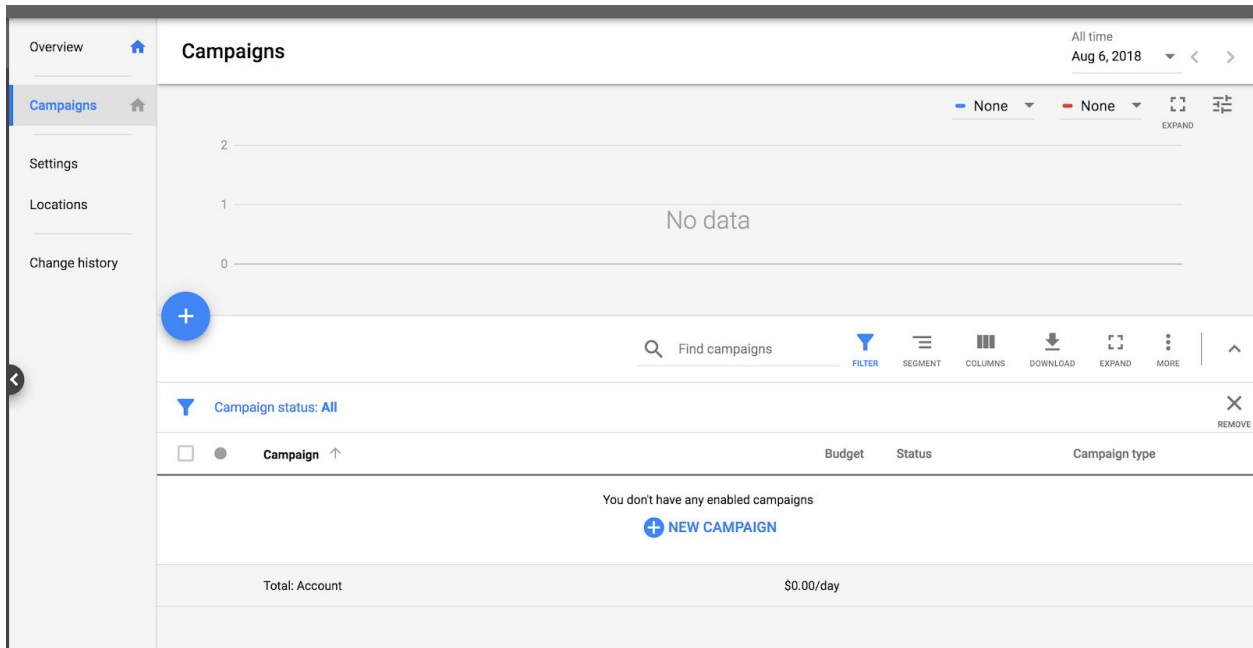 Overview
Campaigns
Settings
Locations
Change history
Campaigns
All time
Aug 6, 2018
None
None
EXPAND
2
1
No data
0
Find campaigns
FILTER
SEGMENT
COLUMNS
DOWNLOAD
EXPAND
MORE
Campaign status: All
REMOVE
Campaign Budget Status Campaign type
You don't have any enabled campaigns
NEW CAMPAIGN
Total: Account $0.00/day